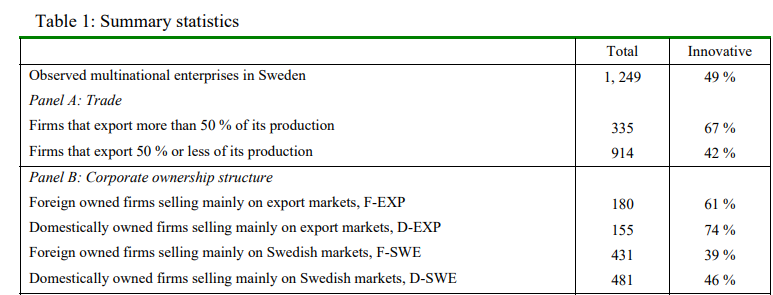 Table 1: Summary statistics
Total Innovative
Observed multinational enterprises in Sweden 1, 249 49 %
Panel A: Trade
Firms that export more than 50 % of its production 335 67 %
Firms that export 50 % or less of its production 914 42 %
Panel B: Corporate ownership structure
Foreign owned firms selling mainly on export markets, F-EXP 180 61 %
Domestically owned firms selling mainly on export markets, D-EXP 155 74 %
Foreign owned firms selling mainly on Swedish markets, F-SWE 431 39 %
Domestically owned firms selling mainly on Swedish markets, D-SWE 481 46 %